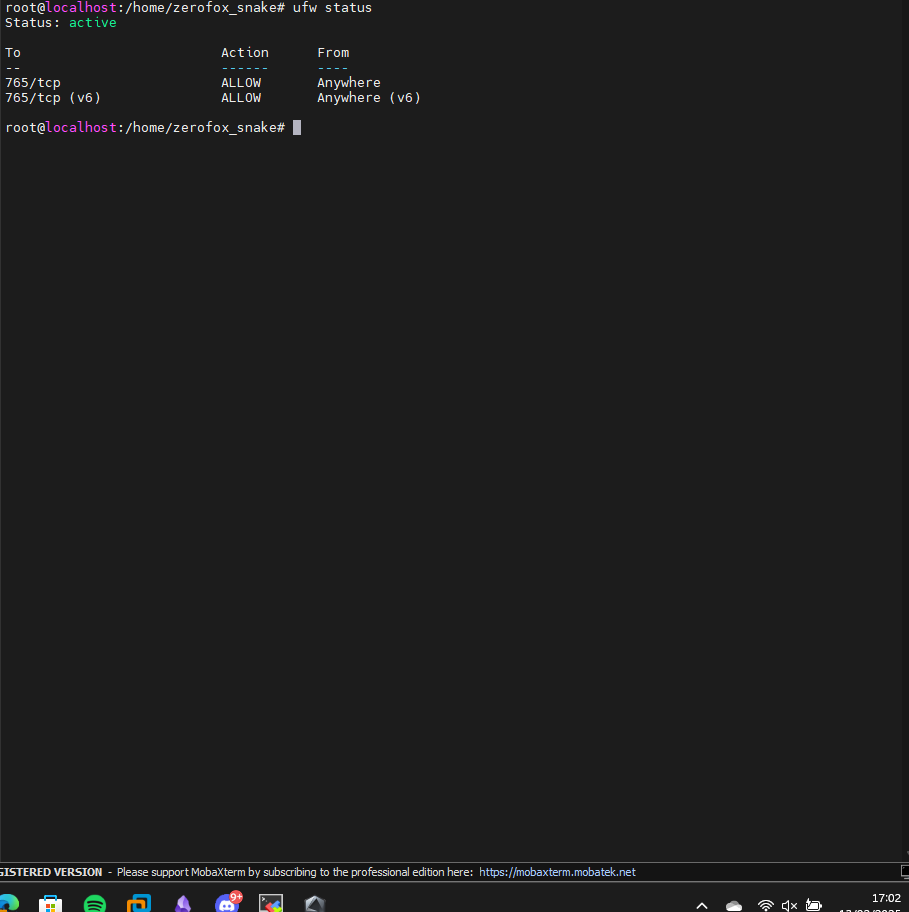 root@localhost:/home/zerofox_snake# ufw status
Status: active
To Action From
-- ------ ----
765/tcp ALLOW Anywhere
765/tcp (v6) ALLOW Anywhere (v6)
root@localhost:/home/zerofox_snake#
GISTERED VERSION - Please support MobaXterm by subscribing to the professional edition here: https://mobaxterm.mobatek.net
9+
17:02